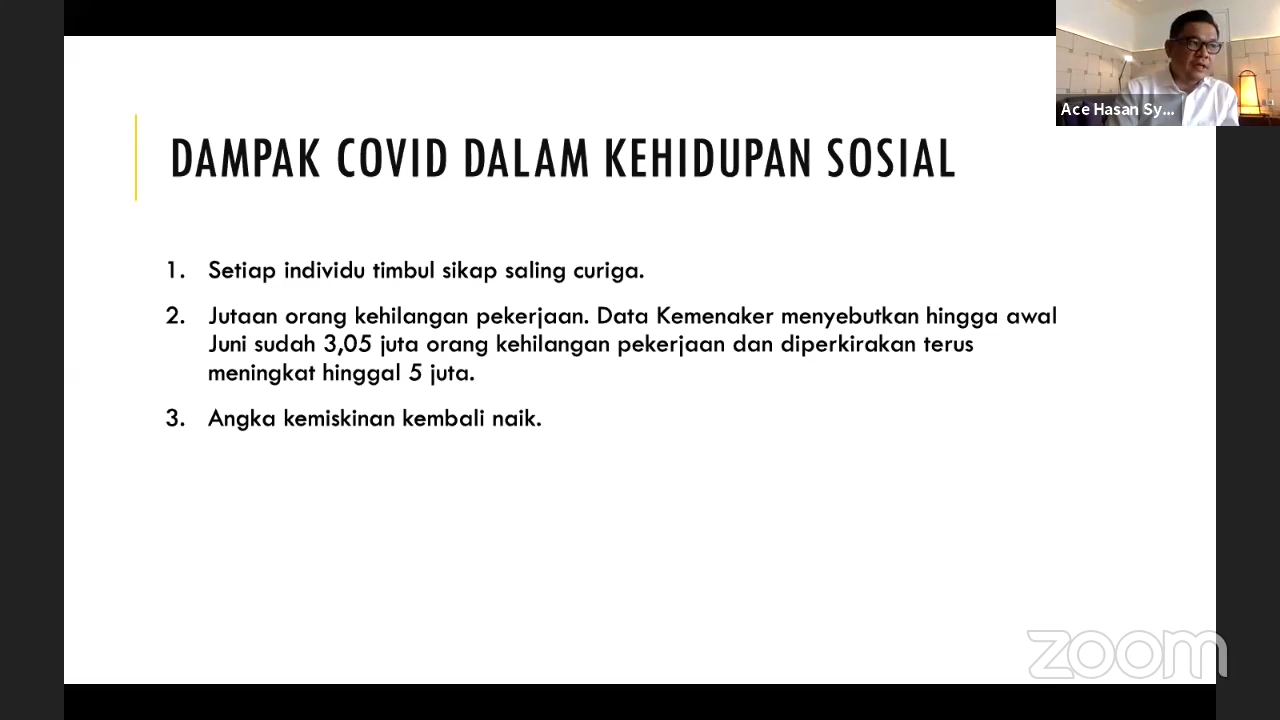 Ace Hasan Sy...
DAMPAK COVID DALAM KEHIDUPAN SOSIAL
1. Setiap individu timbul sikap saling curiga.
2. Jutaan orang kehilangan pekerjaan. Data Kemenaker menyebutkan hingga awal
Juni sudah 3,05 juta orang kehilangan pekerjaan dan diperkirakan terus
meningkat hinggal 5 juta.
3. Angka kemiskinan kembali naik.
zoom